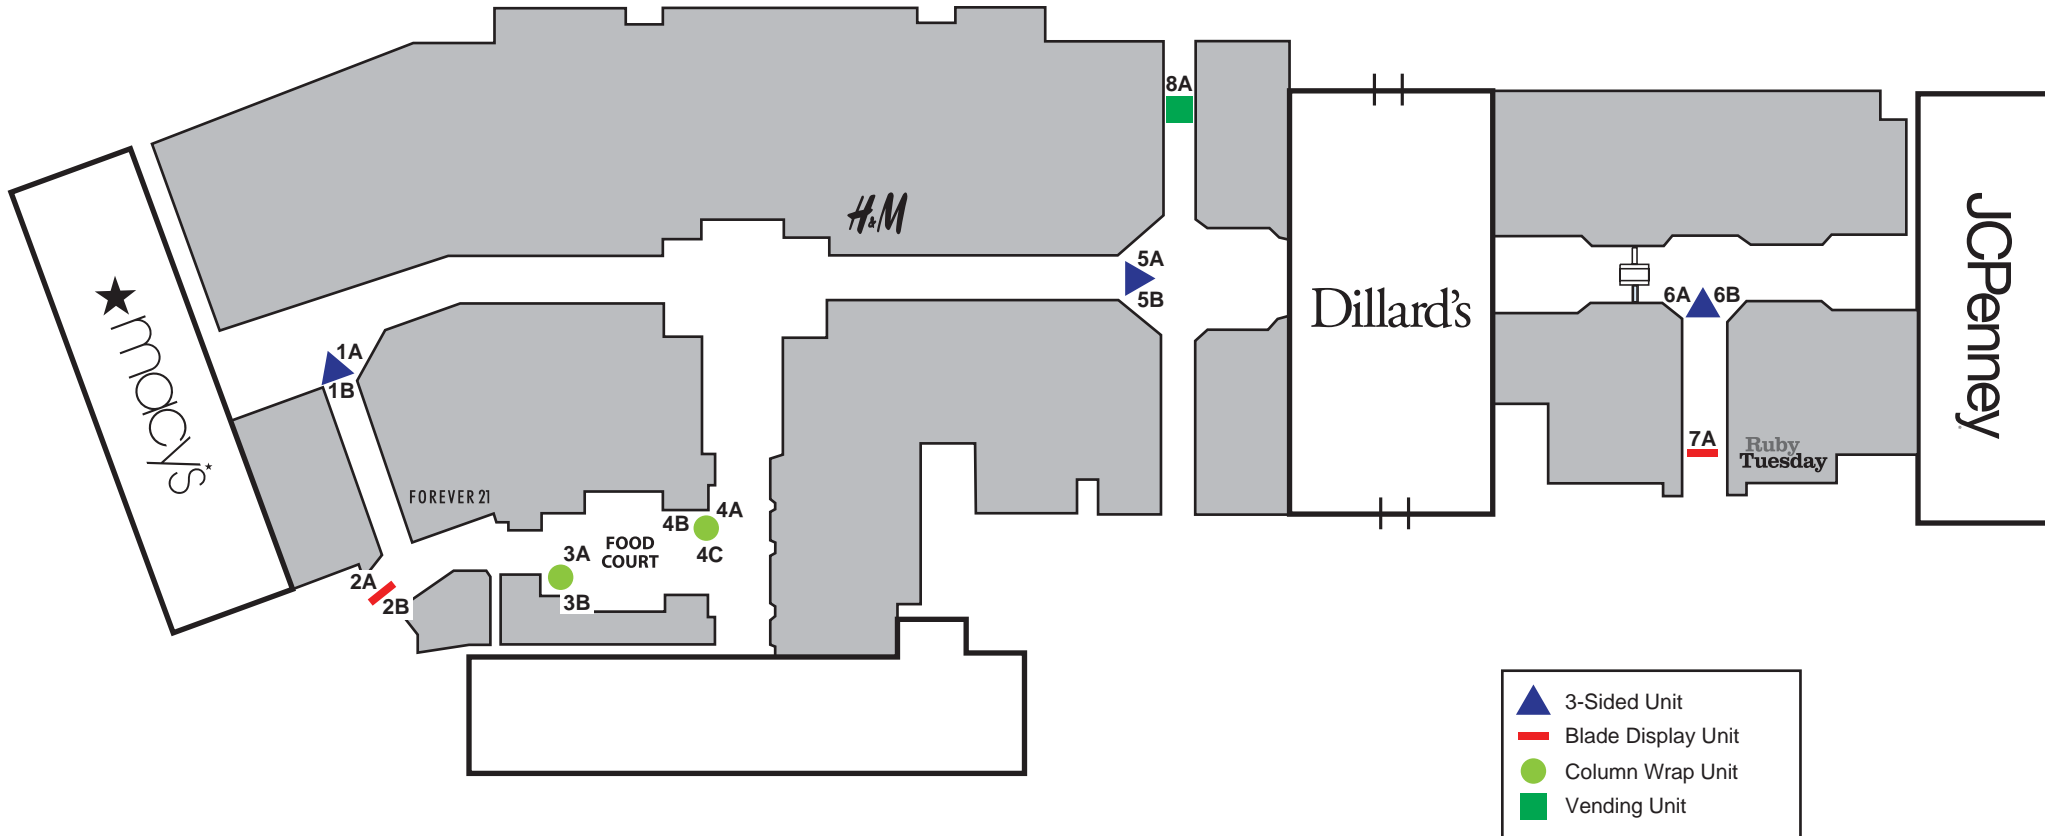 8A
H&M
5A
5B
6A 6B
JCPenney
Dillard's
macy's
1A
1B
7A
Ruby
Tuesday
FOREVER 21
4B
4A
4C
FOOD
COURT
3A
3B
2A
2B
3-Sided Unit
Blade Display Unit
Column Wrap Unit
Vending Unit